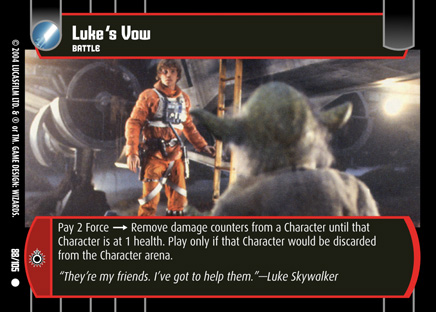 Luke's Vow
BATTLE
© 2004 LUCASFILM LTD. & ® or TM. GAME DESIGN: WIZARDS.
88/105
Pay 2 Force → Remove damage counters from a Character until that
Character is at 1 health. Play only if that Character would be discarded
from the Character arena.
"They're my friends. I've got to help them."—Luke Skywalker